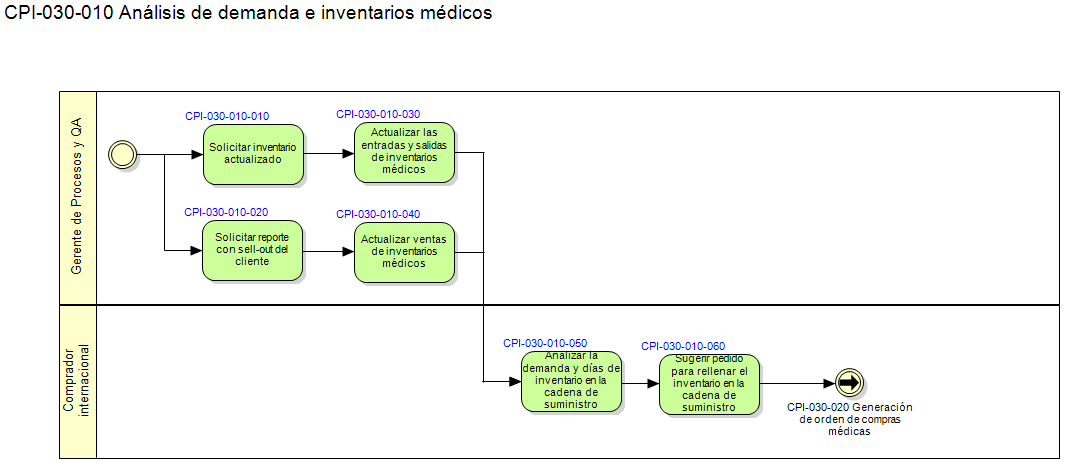 CPI-030-010 Análisis de demanda e inventarios médicos
Gerente de Procesos y QA
CPI-030-010-010
Solicitar inventario
actualizado
CPI-030-010-030
Actualizar las
entradas y salidas
de inventarios
médicos
CPI-030-010-020
Solicitar reporte
con sell-out del
cliente
CPI-030-010-040
Actualizar ventas
de inventarios
médicos
Comprador
internacional
CPI-030-010-050
Analizar la
demanda y días de
inventario en la
cadena de
suministro
CPI-030-010-060
Sugerir pedido
para rellenar el
inventario en la
cadena de
suministro
CPI-030-020 Generación
de orden de compras
médicas